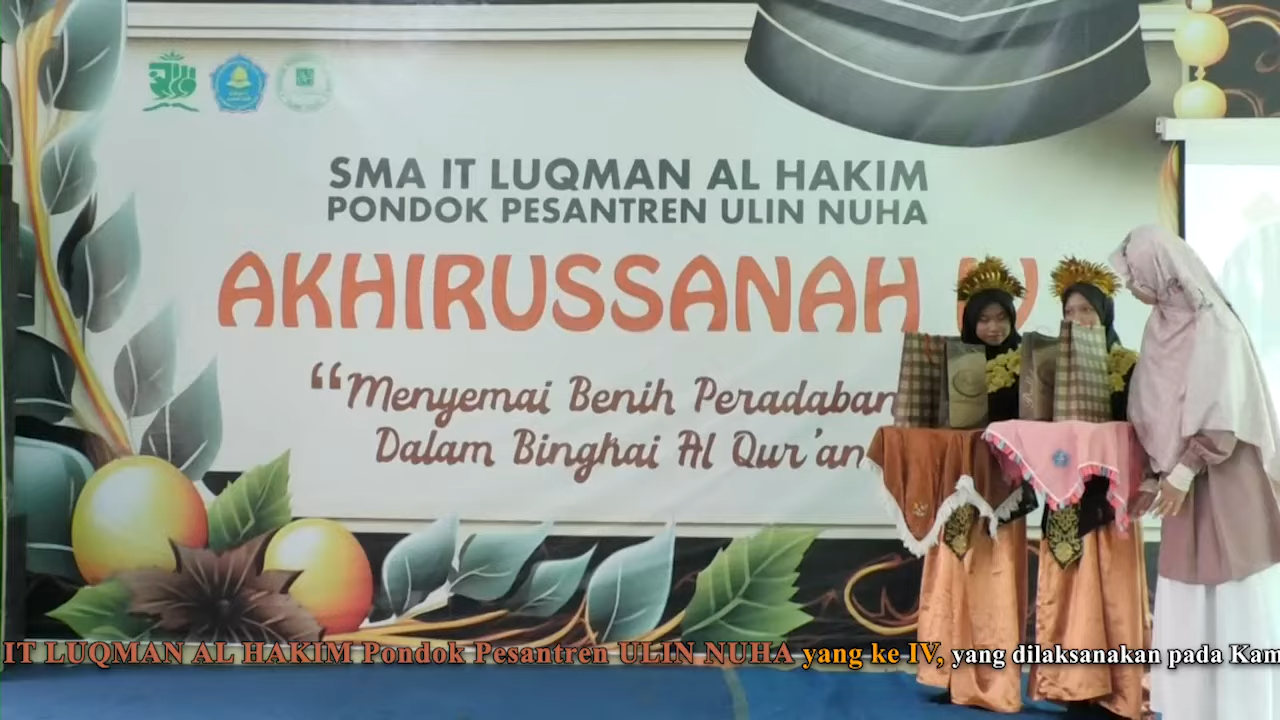 SMA IT LUQMAN AL HAKIM
PONDOK PESANTREN ULIN NUHA
AKHIRUSSANAH
“Menyemai Benih Peradaban
Dalam Bingkai Al Qur’an
IT LUQMAN AL HAKIM Pondok Pesantren ULIN NUHA yang ke IV, yang dilaksanakan pada Kam